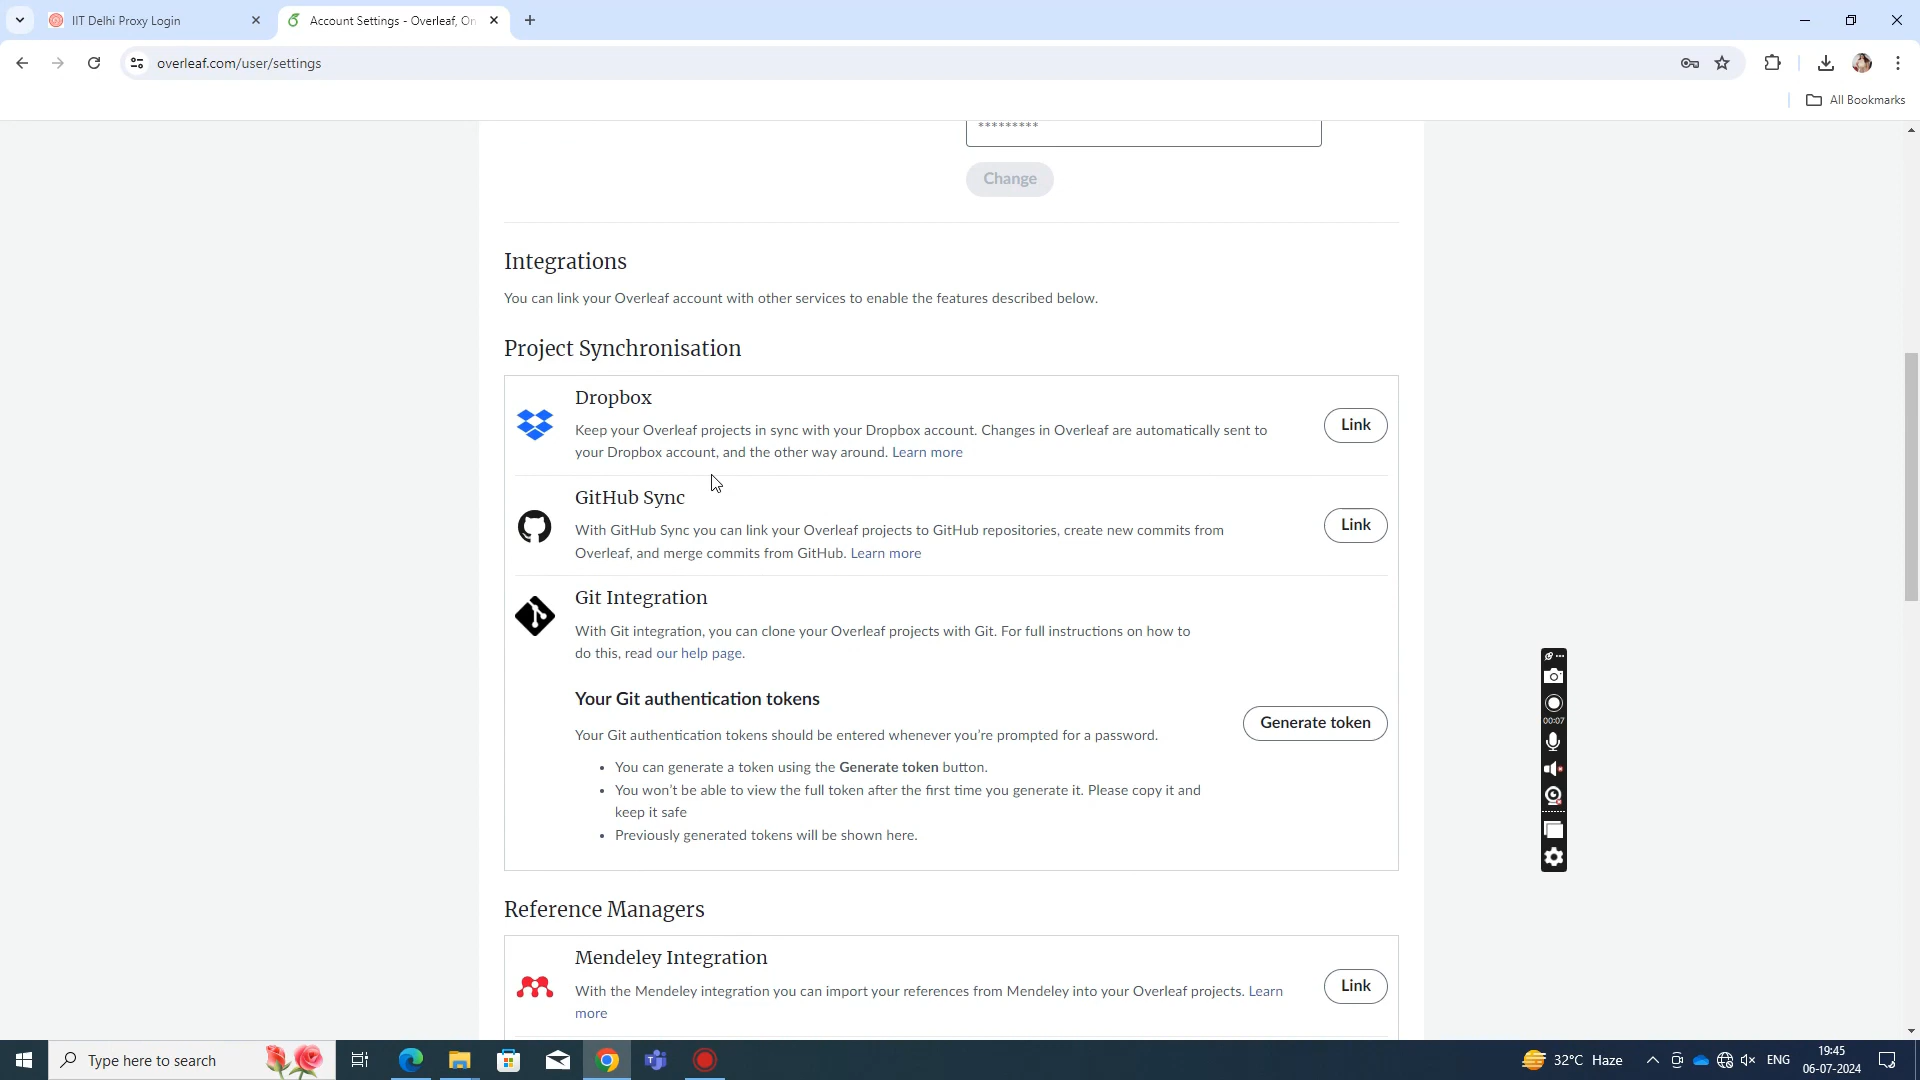 IIT Delhi Proxy Login
Account Settings - Overleaf, On
overleaf.com/user/settings
All Bookmarks
*********
Change
Integrations
You can link your Overleaf account with other services to enable the features described below.
Project Synchronisation
Dropbox
Keep your Overleaf projects in sync with your Dropbox account. Changes in Overleaf are automatically sent to
your Dropbox account, and the other way around. Learn more
Link
GitHub Sync
With GitHub Sync you can link your Overleaf projects to GitHub repositories, create new commits from
Overleaf, and merge commits from GitHub. Learn more
Link
Git Integration
With Git integration, you can clone your Overleaf projects with Git. For full instructions on how to
do this, read our help page.
Your Git authentication tokens
Your Git authentication tokens should be entered whenever you’re prompted for a password.
Generate token
• You can generate a token using the Generate token button.
• You won’t be able to view the full token after the first time you generate it. Please copy it and
keep it safe
• Previously generated tokens will be shown here.
00:07
Reference Managers
Mendeley Integration
With the Mendeley integration you can import your references from Mendeley into your Overleaf projects. Learn
more
Link
Type here to search
32°C Haze
ENG
19:45
06-07-2024